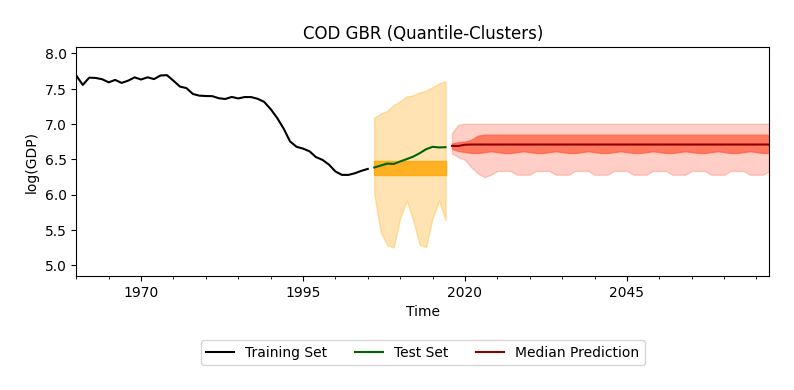 COD GBR (Quantile-Clusters)
8.0
7.5
7.0
6.5
6.0
5.5
5.0
log(GDP)
1970 1995 2020 2045
Time
Training Set Test Set Median Prediction